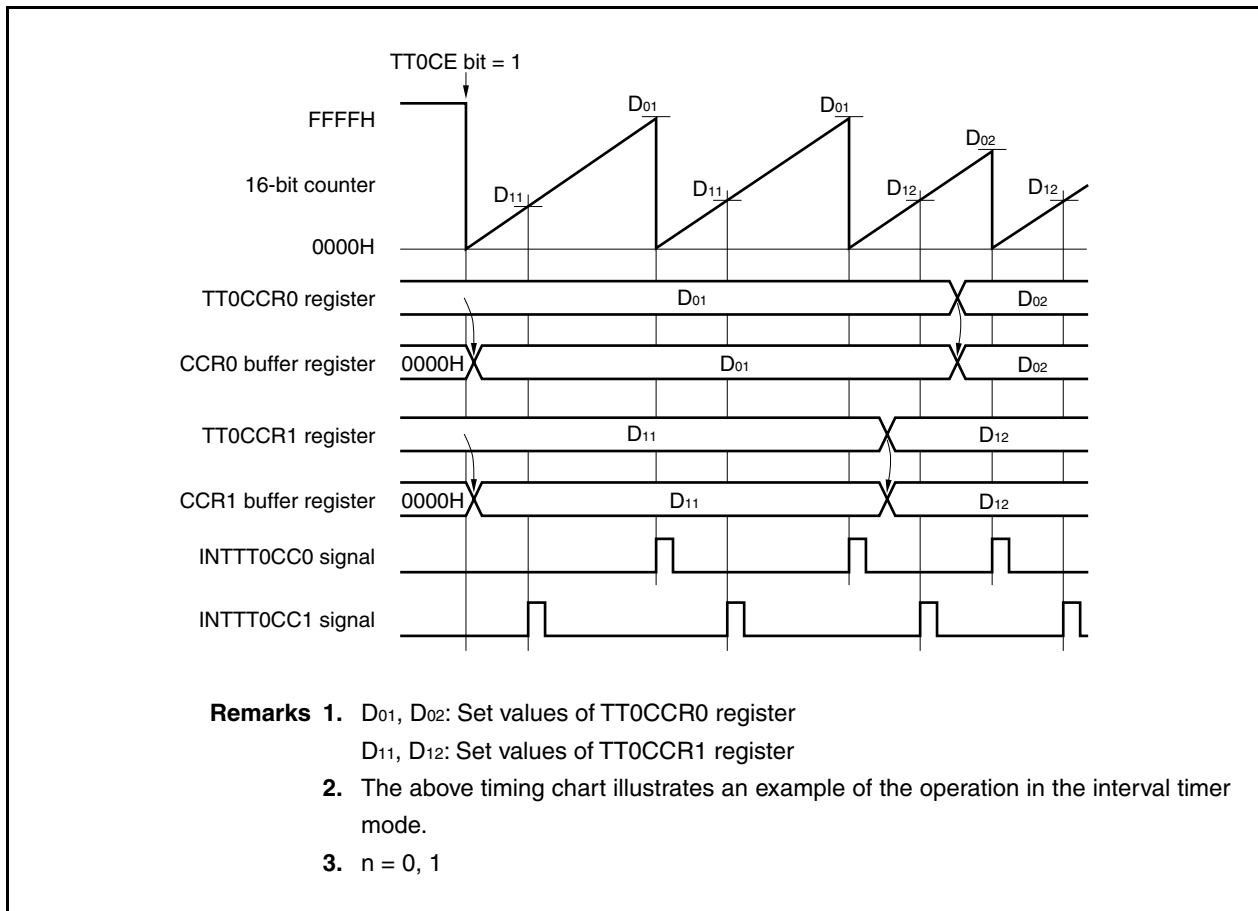 TT0CE bit = 1
FFFFH
D01
D01
D02
16-bit counter
D11
D11
D12
D12
0000H
TT0CCR0 register
D01
D02
CCR0 buffer register
0000H
D01
D02
TT0CCR1 register
D11
D12
CCR1 buffer register
0000H
D11
D12
INTTT0CC0 signal
INTTT0CC1 signal
Remarks 1. D01, D02: Set values of TT0CCR0 register
D11, D12: Set values of TT0CCR1 register
2. The above timing chart illustrates an example of the operation in the interval timer
mode.
3. n = 0, 1